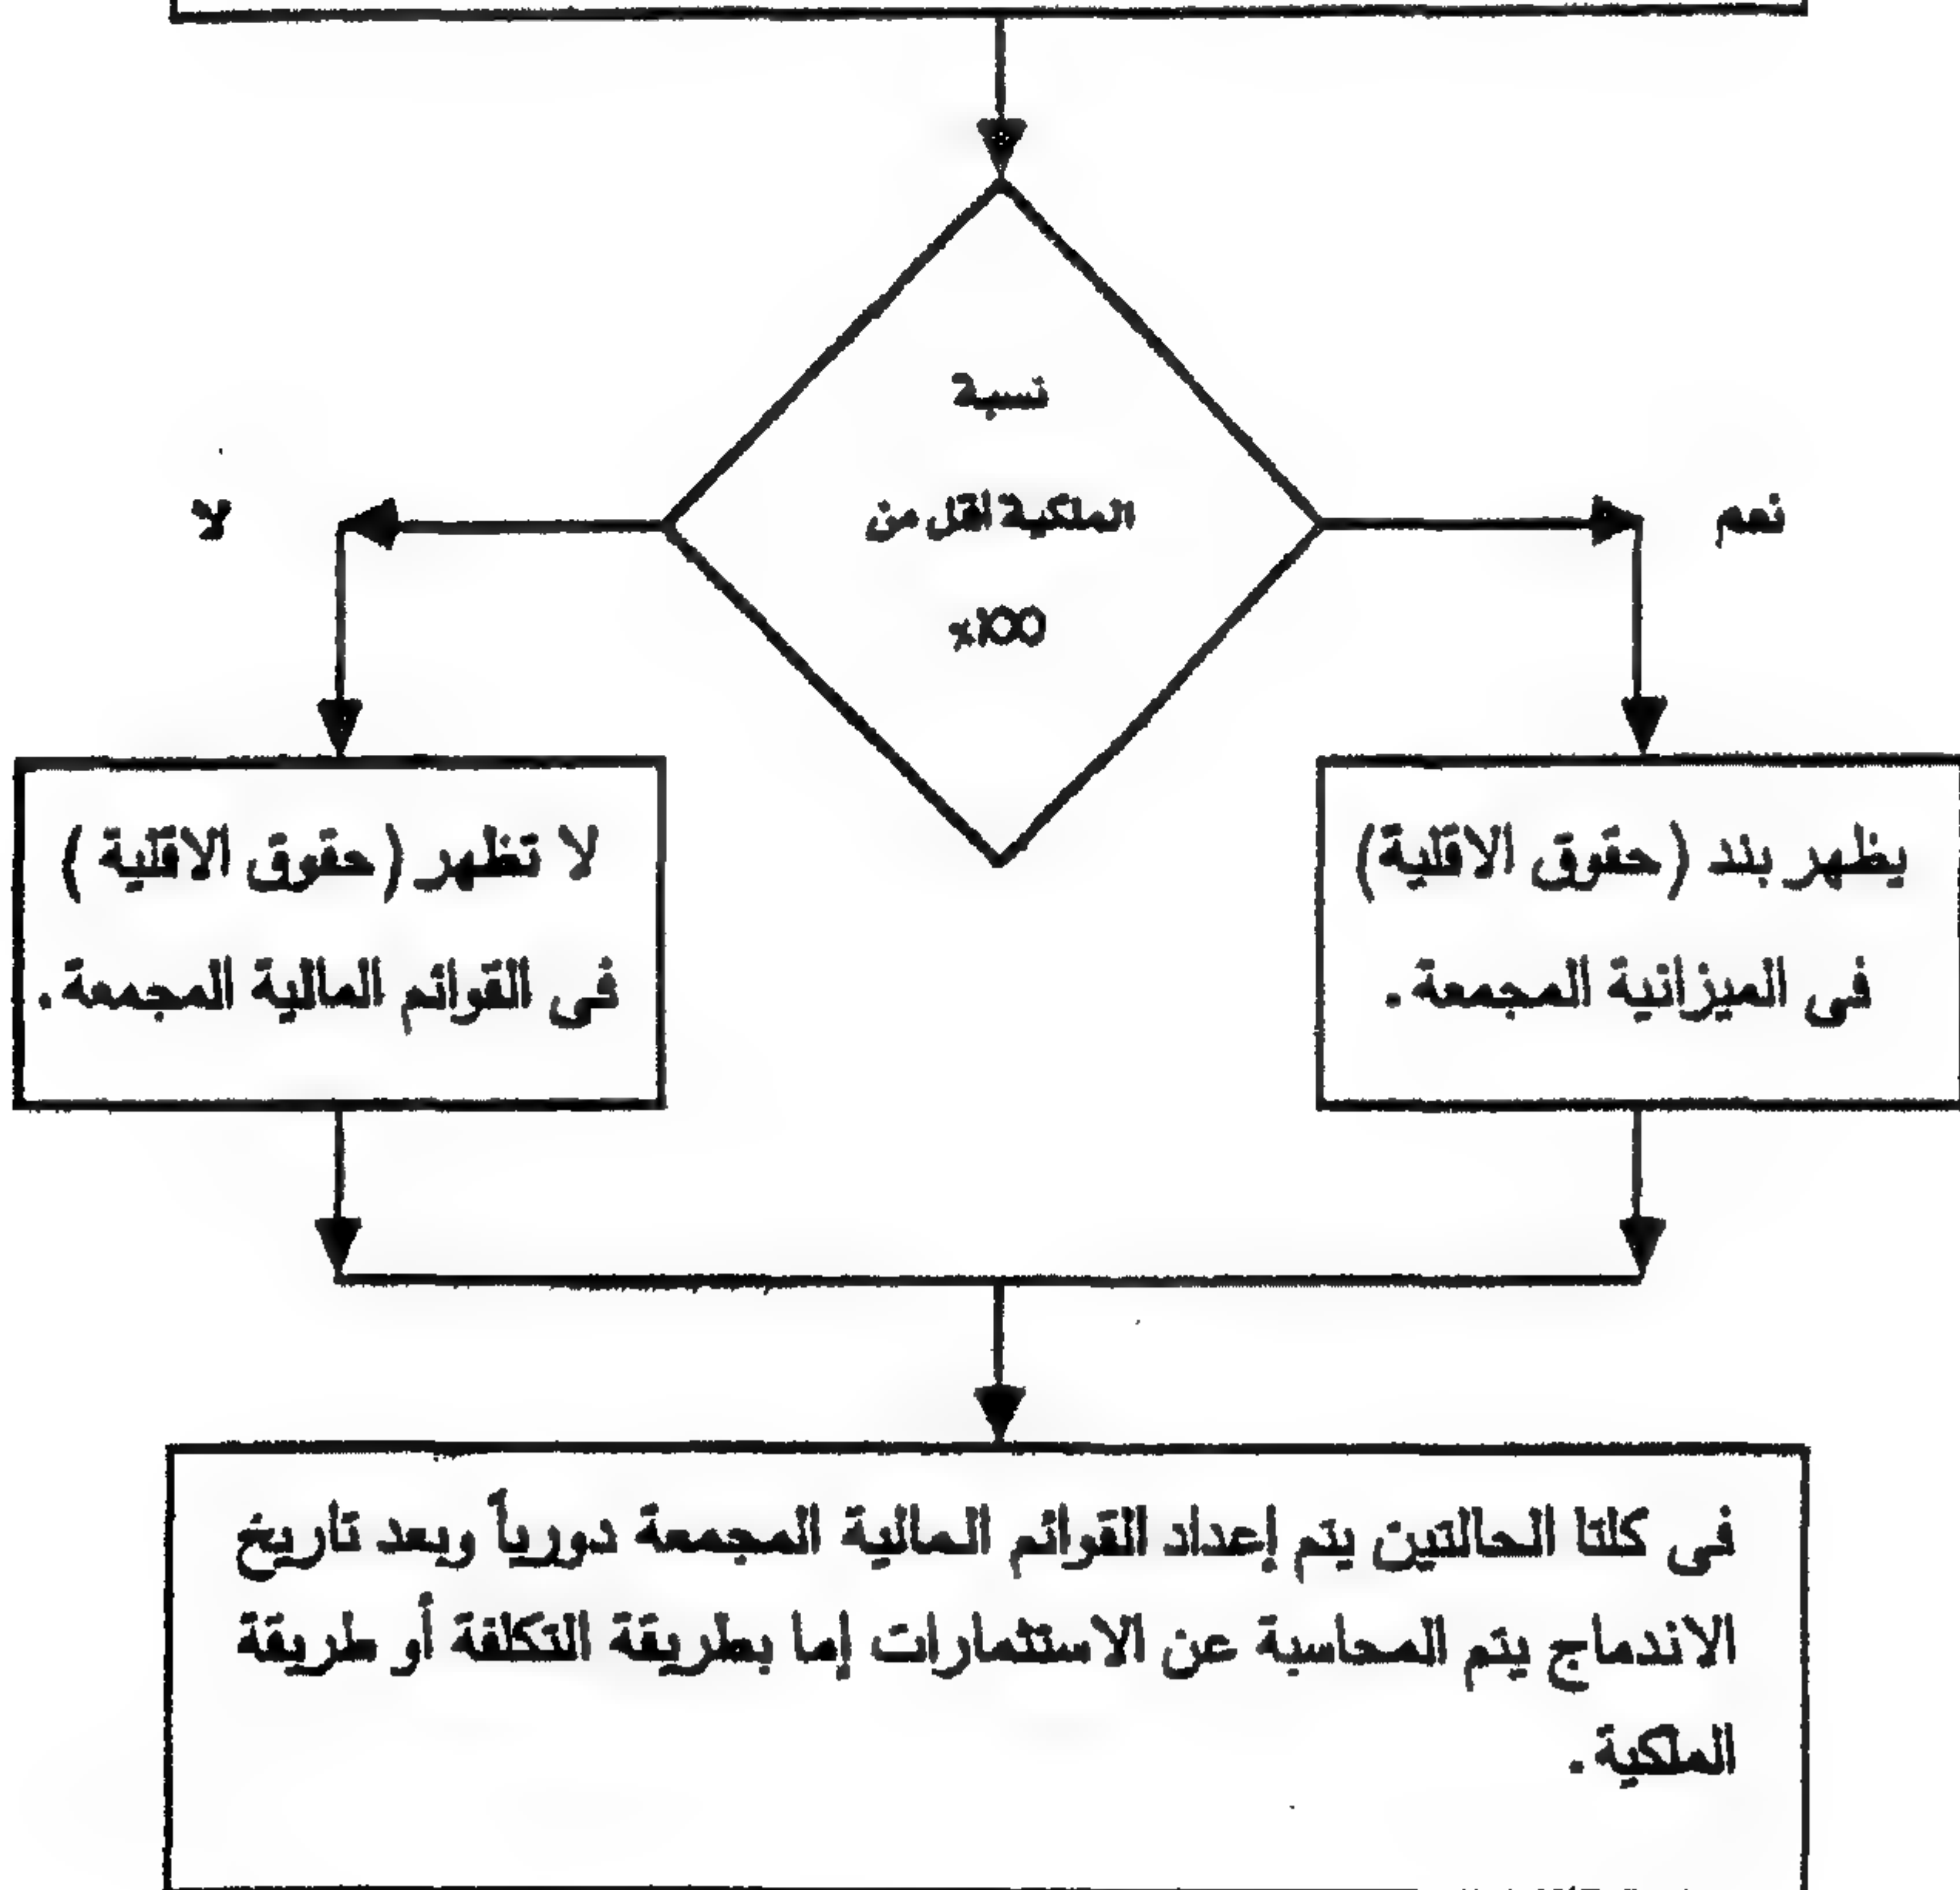 نسبة
الملكية أقل من
100%
نعم
لا
يظهر بند (حقوق الاقلية)
فى الميزانية المجمعة.
لا تظهر (حقوق الاقلية)
فى القوائم المالية المجمعة.
فى كلتا الحالتين يتم إعداد القوائم المالية المجمعة دورياً وبعد تاريخ
الاندماج يتم المحاسبة عن الاستثمارات إما بطريقة التكلفة أو طريقة
الملكية.